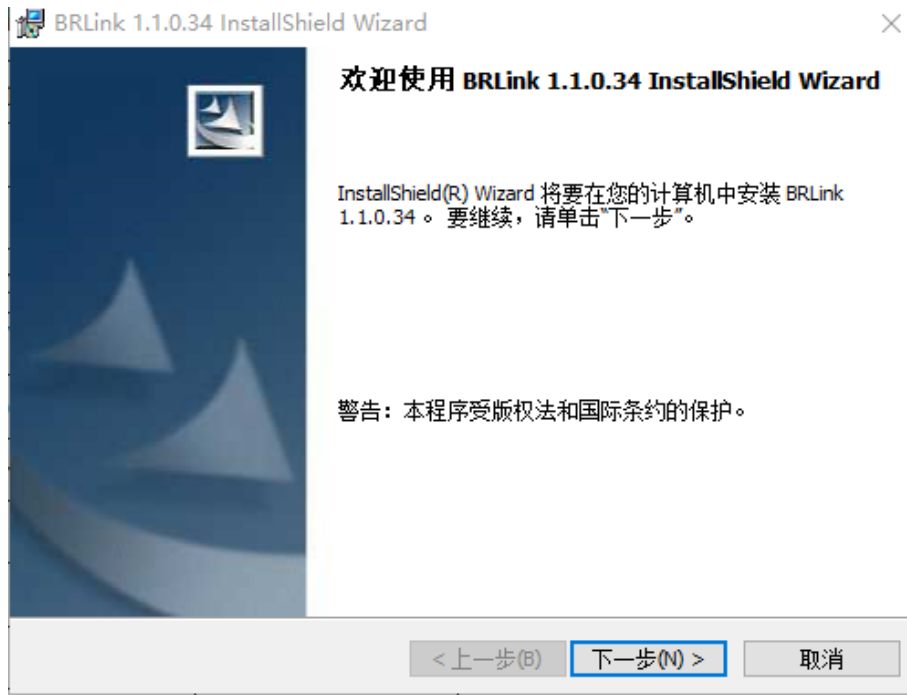 BRLink 1.1.0.34 InstallShield Wizard
欢迎使用 BRLink 1.1.0.34 InstallShield Wizard
InstallShield(R) Wizard 将要在您的计算机中安装 BRLink
1.1.0.34 。 要继续，请单击“下一步”。
警告：本程序受版权法和国际条约的保护。
< 上一步(B)
下一步(N) >
取消